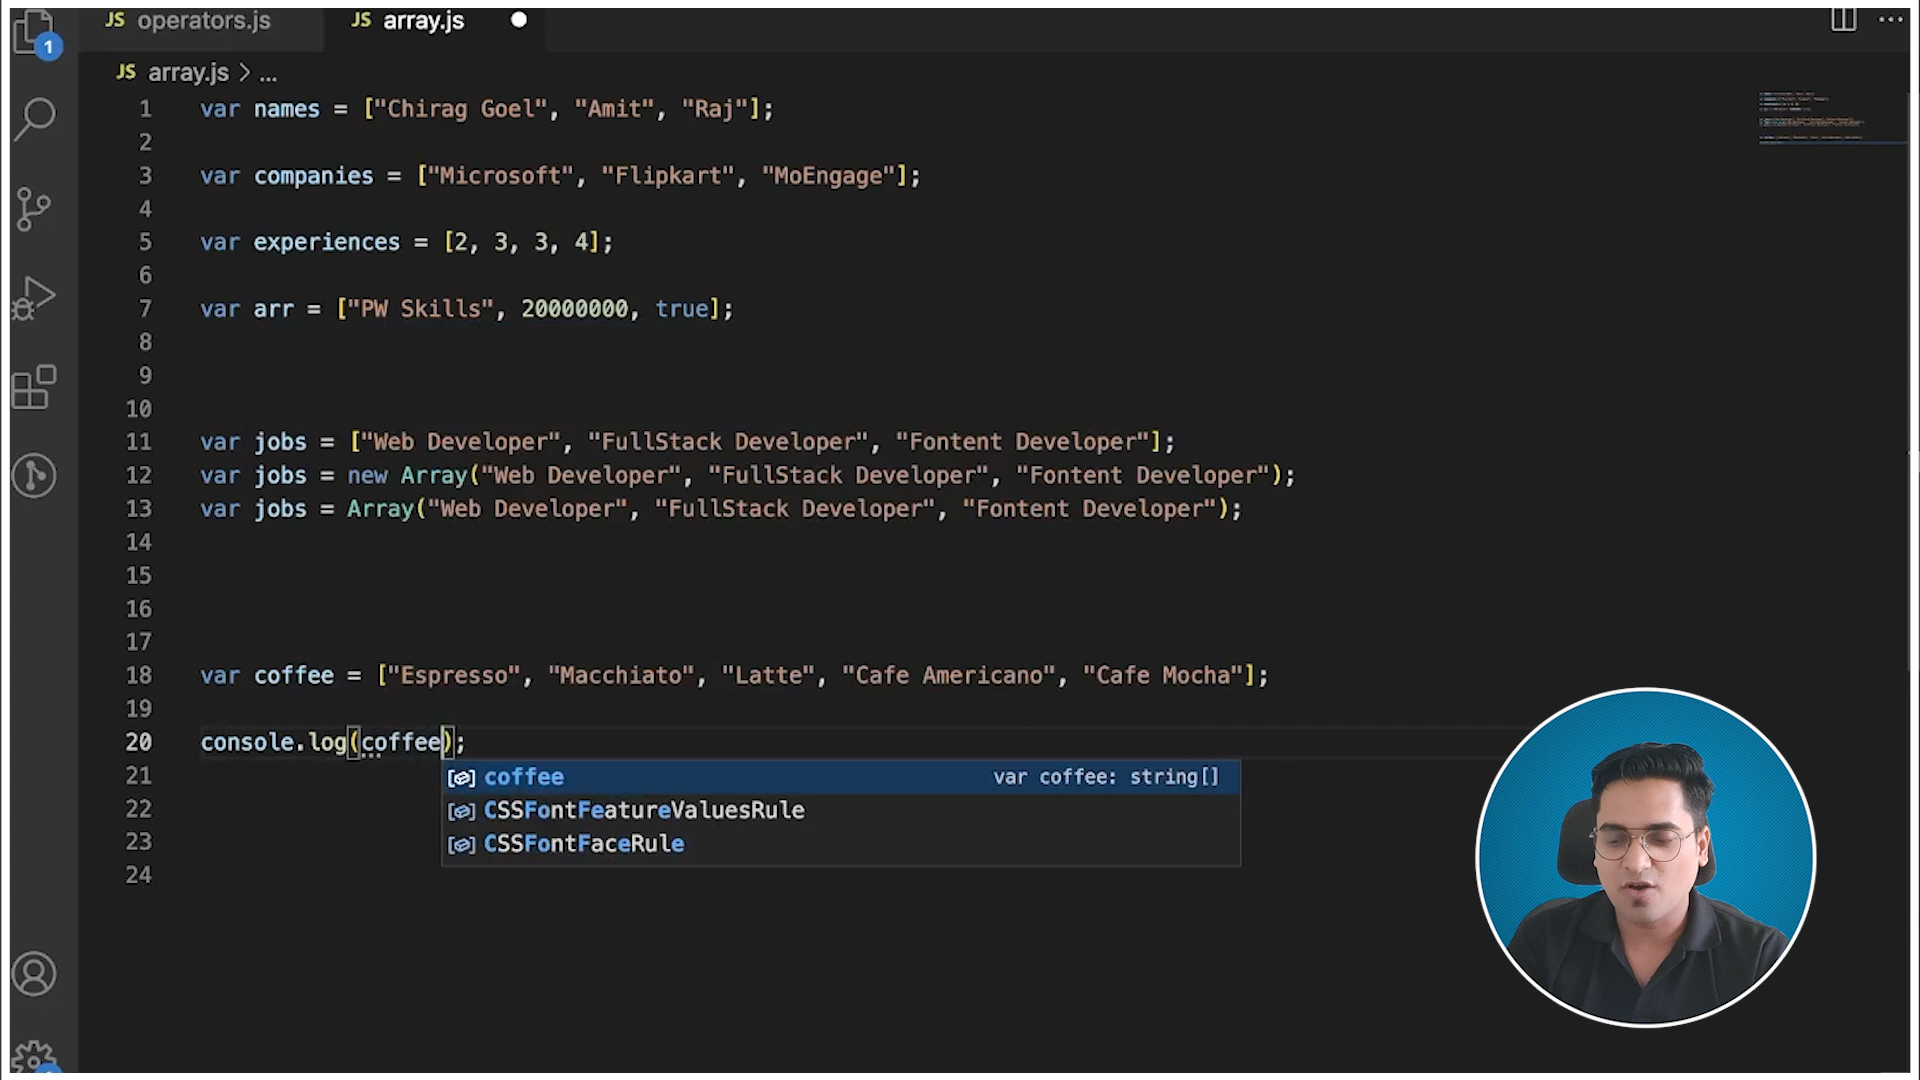 JS operators.js JS array.js
1
JS array.js > ...
1 var names = ["Chirag Goel", "Amit", "Raj"];
2
3 var companies = ["Microsoft", "Flipkart", "MoEngage"];
4
5 var experiences = [2, 3, 3, 4];
6
7 var arr = ["PW Skills", 20000000, true];
8
9
10
11 var jobs = ["Web Developer", "FullStack Developer", "Fontent Developer"];
12 var jobs = new Array("Web Developer", "FullStack Developer", "Fontent Developer");
13 var jobs = Array("Web Developer", "FullStack Developer", "Fontent Developer");
14
15
16
17
18 var coffee = ["Espresso", "Macchiato", "Latte", "Cafe Americano", "Cafe Mocha"];
19
20 console.log(coffee);
21 coffee var coffee: string[]
22 CSSFontFeatureValuesRule
23 CSSFontFaceRule
24